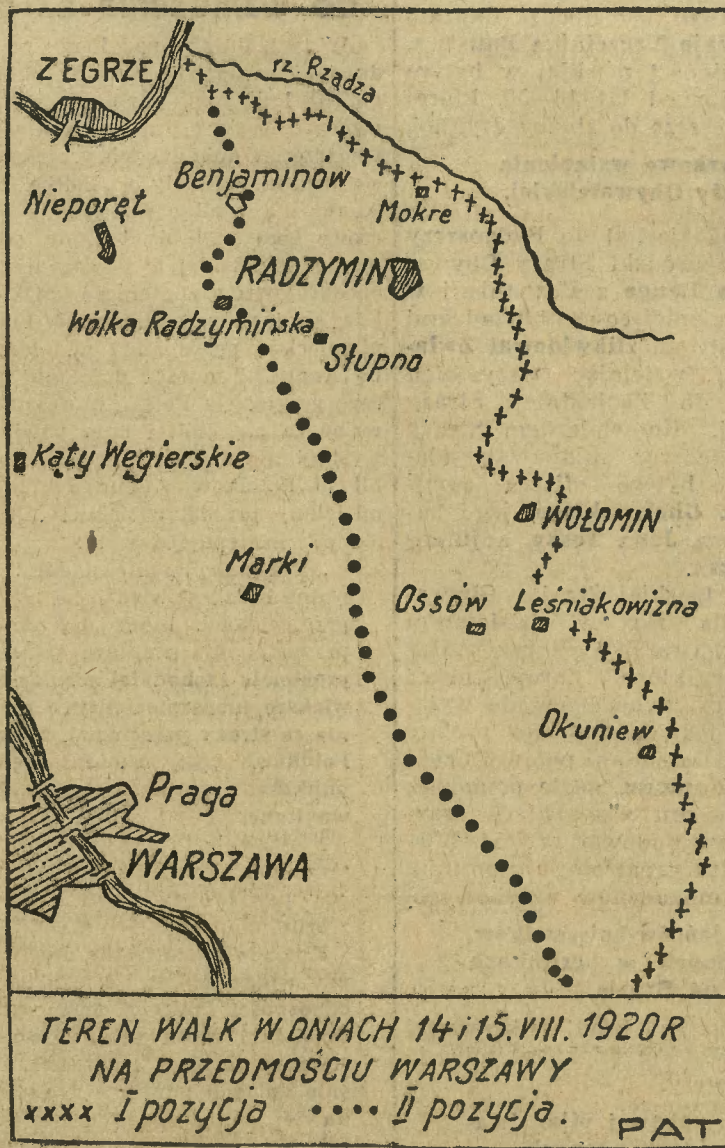 ZEGRZE
rz. Rządza
Benjaminów
Nieporęt
Mokre
RADZYMIN
Wólka Radzymińska
Słupno
Kąty Węgierskie
WOŁOMIN
Marki
Ossów
Leśniakowizna
Okuniew
Praga
WARSZAWA
TEREN WALK W DNIACH 14 i 15. VIII. 1920 R
NA PRZEDMOŚCIU WARSZAWY
xxxx I pozycja •••• II pozycja.
PAT